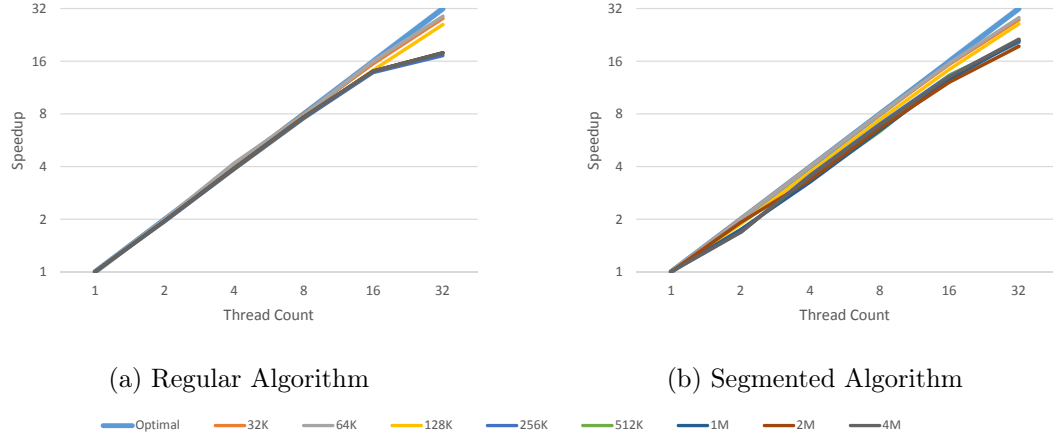 32
16
8
4
2
1
Speedup
1 2 4 8 16 32
Thread Count
(a) Regular Algorithm
32
16
8
4
2
1
Speedup
1 2 4 8 16 32
Thread Count
(b) Segmented Algorithm
Optimal 32K 64K 128K 256K 512K 1M 2M 4M